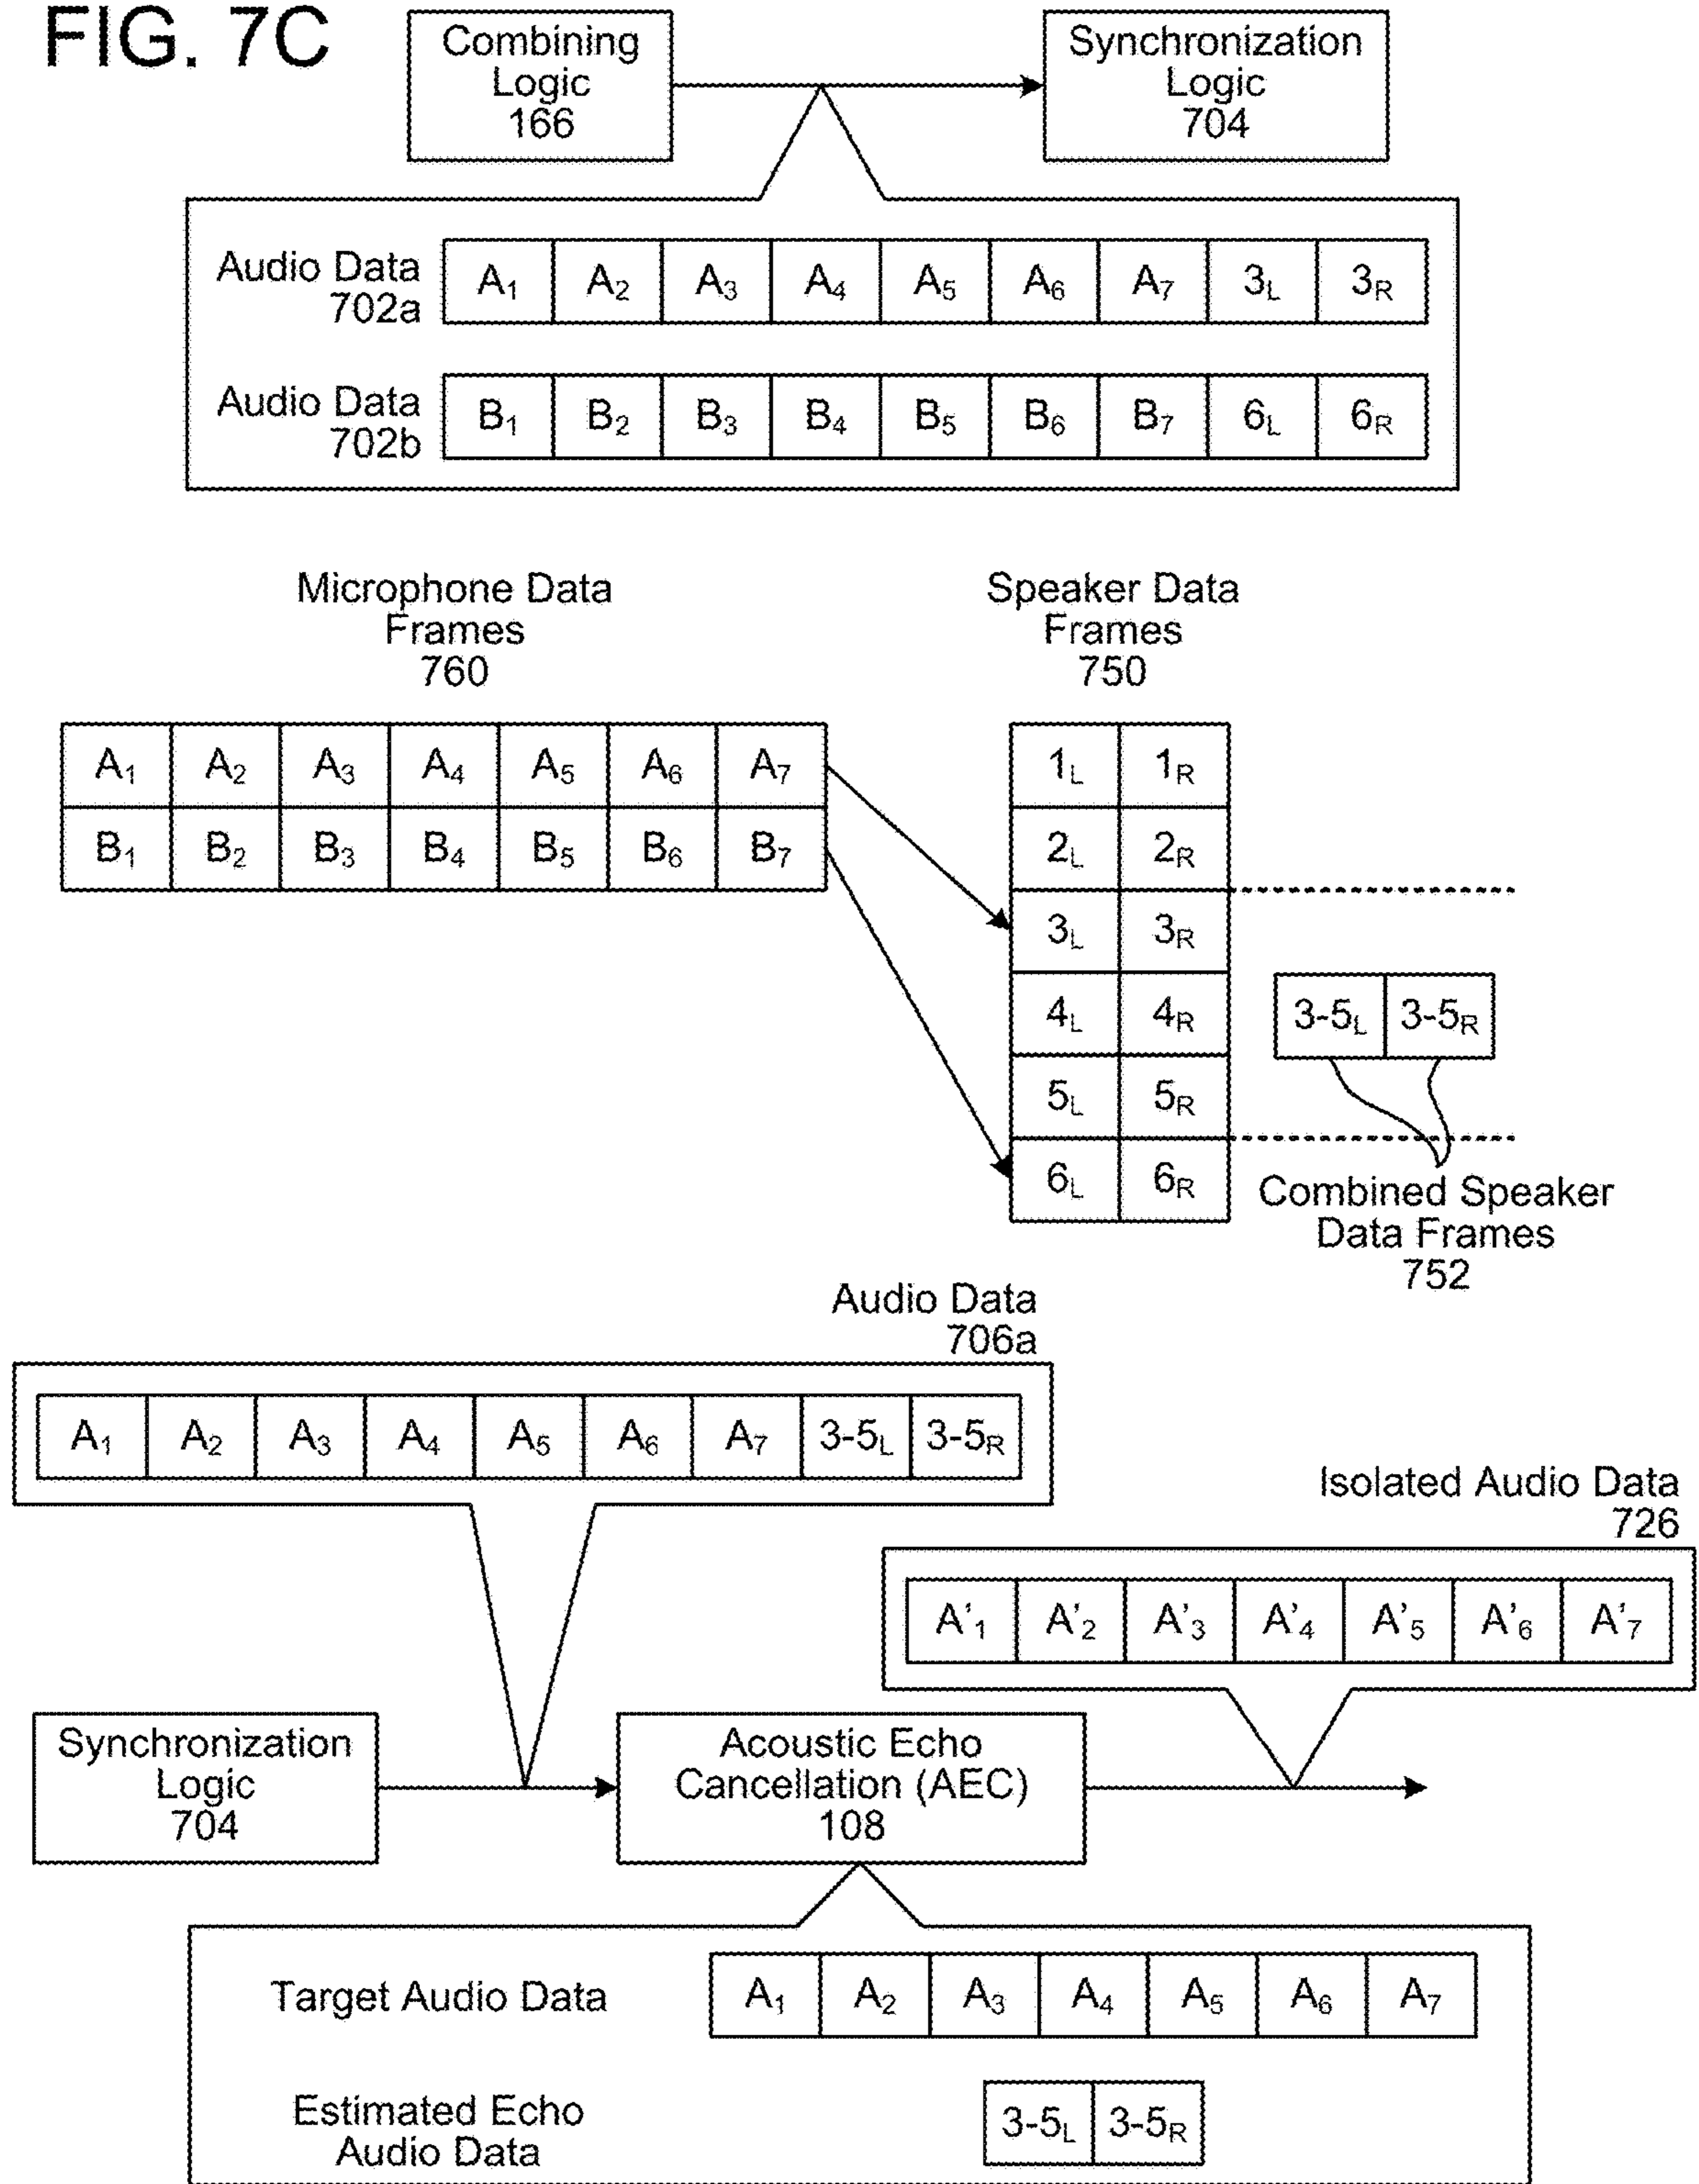 FIG. 7C
Combining
Logic
166
Synchronization
Logic
704
Audio Data
702a
A1 A2 A3 A4 A5 A6 A7 3L 3R
Audio Data
702b
B1 B2 B3 B4 B5 B6 B7 6L 6R
Microphone Data
Frames
760
Speaker Data
Frames
750
A1 A2 A3 A4 A5 A6 A7
B1 B2 B3 B4 B5 B6 B7
1L 1R
2L 2R
3L 3R
4L 4R
5L 5R
6L 6R
3-5L 3-5R
Combined Speaker
Data Frames
752
Audio Data
706a
A1 A2 A3 A4 A5 A6 A7 3-5L 3-5R
Isolated Audio Data
726
A'1 A'2 A'3 A'4 A'5 A'6 A'7
Synchronization
Logic
704
Acoustic Echo
Cancellation (AEC)
108
Target Audio Data
A1 A2 A3 A4 A5 A6 A7
Estimated Echo
Audio Data
3-5L 3-5R